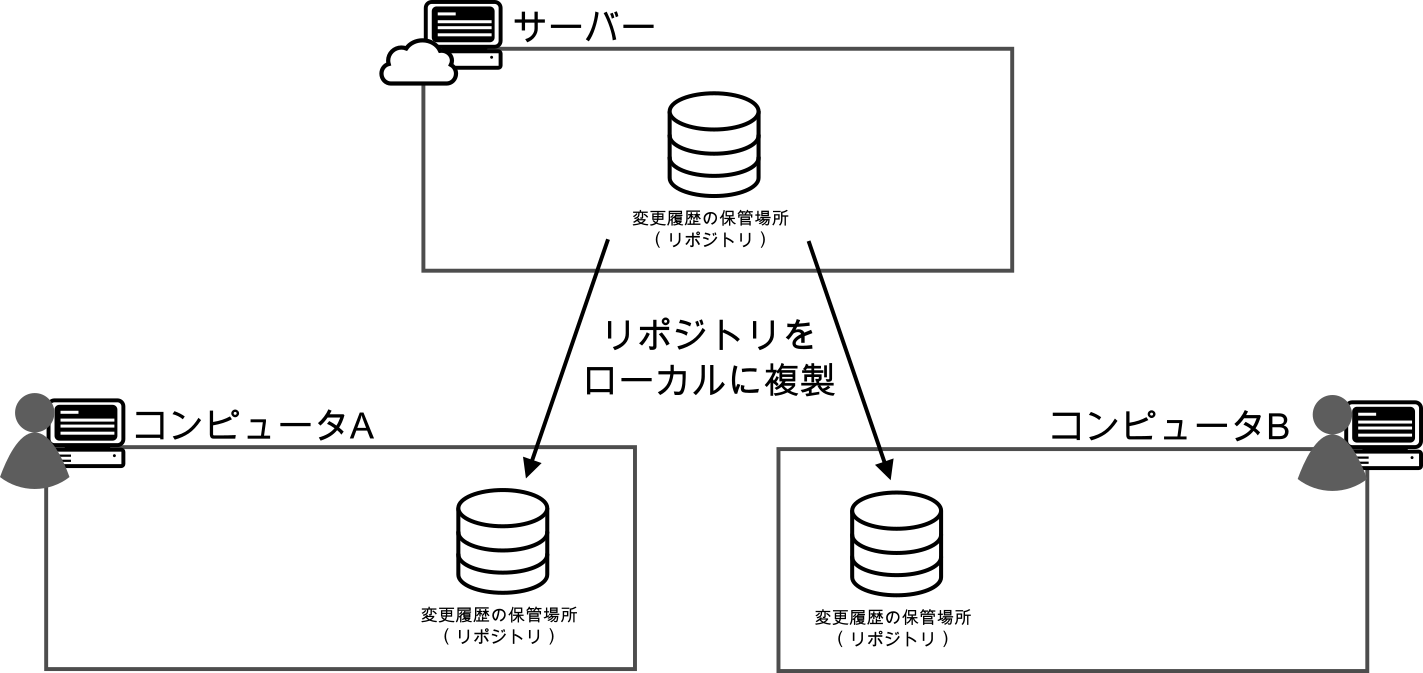 サーバー
変更履歴の保管場所
（リポジトリ）
リポジトリを
ローカルに複製
コンピュータA
コンピュータB
変更履歴の保管場所
（リポジトリ）
変更履歴の保管場所
（リポジトリ）